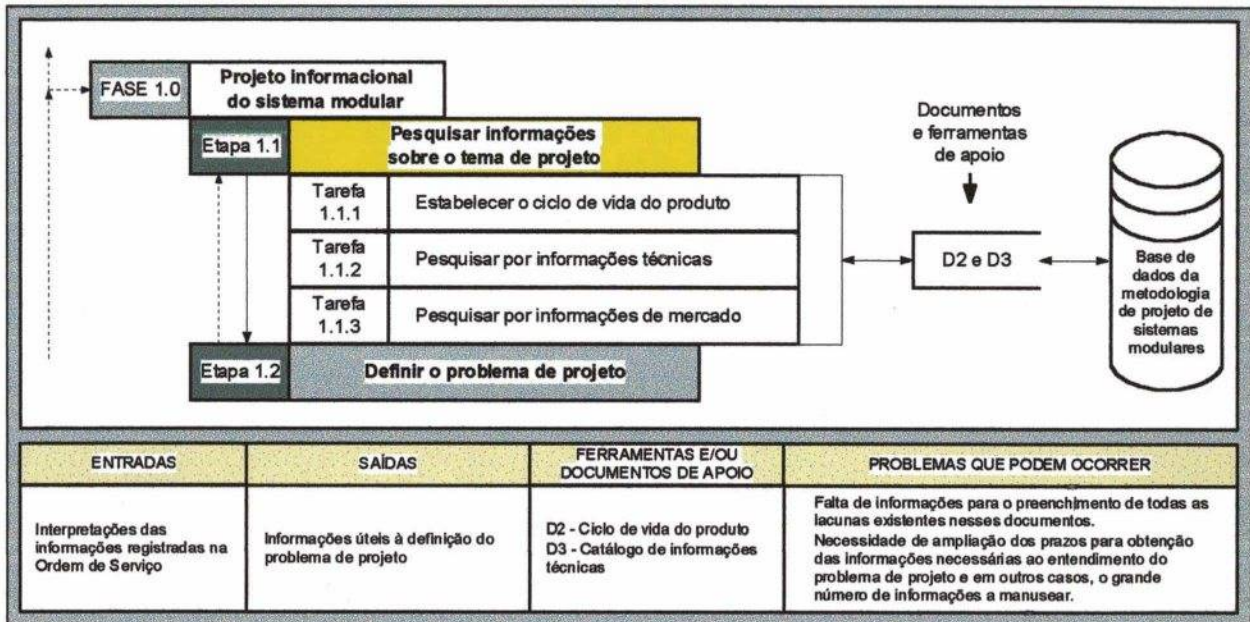 FASE 1.0
Projeto informacional
do sistema modular
Etapa 1.1
Pesquisar informações
sobre o tema de projeto
Tarefa
1.1.1
Estabelecer o ciclo de vida do produto
Tarefa
1.1.2
Pesquisar por informações técnicas
Tarefa
1.1.3
Pesquisar por informações de mercado
Etapa 1.2
Definir o problema de projeto
Documentos
e ferramentas
de apoio
D2 e D3
Base de
dados da
metodologia
de projeto de
sistemas
modulares
ENTRADAS
SAÍDAS
FERRAMENTAS E/OU
DOCUMENTOS DE APOIO
PROBLEMAS QUE PODEM OCORRER
Interpretações das
informações registradas na
Ordem de Serviço
Informações úteis à definição do
problema de projeto
D2 - Ciclo de vida do produto
D3 - Catálogo de informações
técnicas
Falta de informações para o preenchimento de todas as
lacunas existentes nesses documentos.
Necessidade de ampliação dos prazos para obtenção
das informações necessárias ao entendimento do
problema de projeto e em outros casos, o grande
número de informações a manusear.